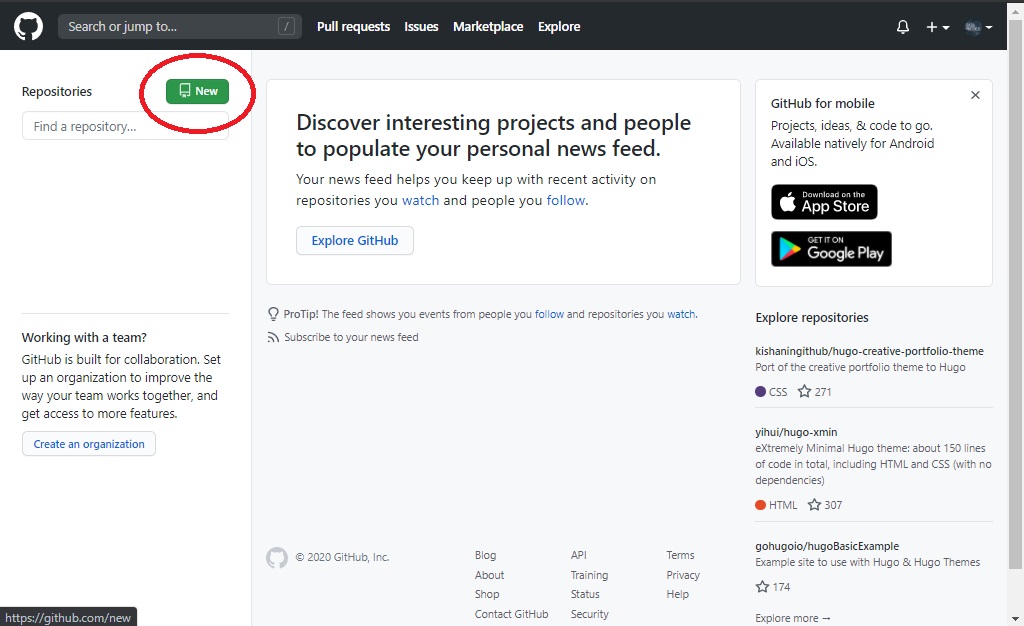 Search or jump to... /
Pull requests Issues Marketplace Explore
Repositories
New
Find a repository...
Working with a team?
GitHub is built for collaboration. Set
up an organization to improve the
way your team works together, and
get access to more features.
Create an organization
Discover interesting projects and people
to populate your personal news feed.
Your news feed helps you keep up with recent activity on
repositories you watch and people you follow.
Explore GitHub
ProTip! The feed shows you events from people you follow and repositories you watch.
Subscribe to your news feed
GitHub for mobile
Projects, ideas, & code to go.
Available natively for Android
and iOS.
Download on the
App Store
GET IT ON
Google Play
Explore repositories
kishaningithub/hugo-creative-portfolio-theme
Port of the creative portfolio theme to Hugo
CSS 271
yihui/hugo-xmin
eXtremely Minimal Hugo theme: about 150 lines
of code in total, including HTML and CSS (with no
dependencies)
HTML 307
gohugoio/hugoBasicExample
Example site to use with Hugo & Hugo Themes
174
Explore more →
© 2020 GitHub, Inc.
Blog
About
Shop
Contact GitHub
API
Training
Status
Security
Terms
Privacy
Help
https://github.com/new